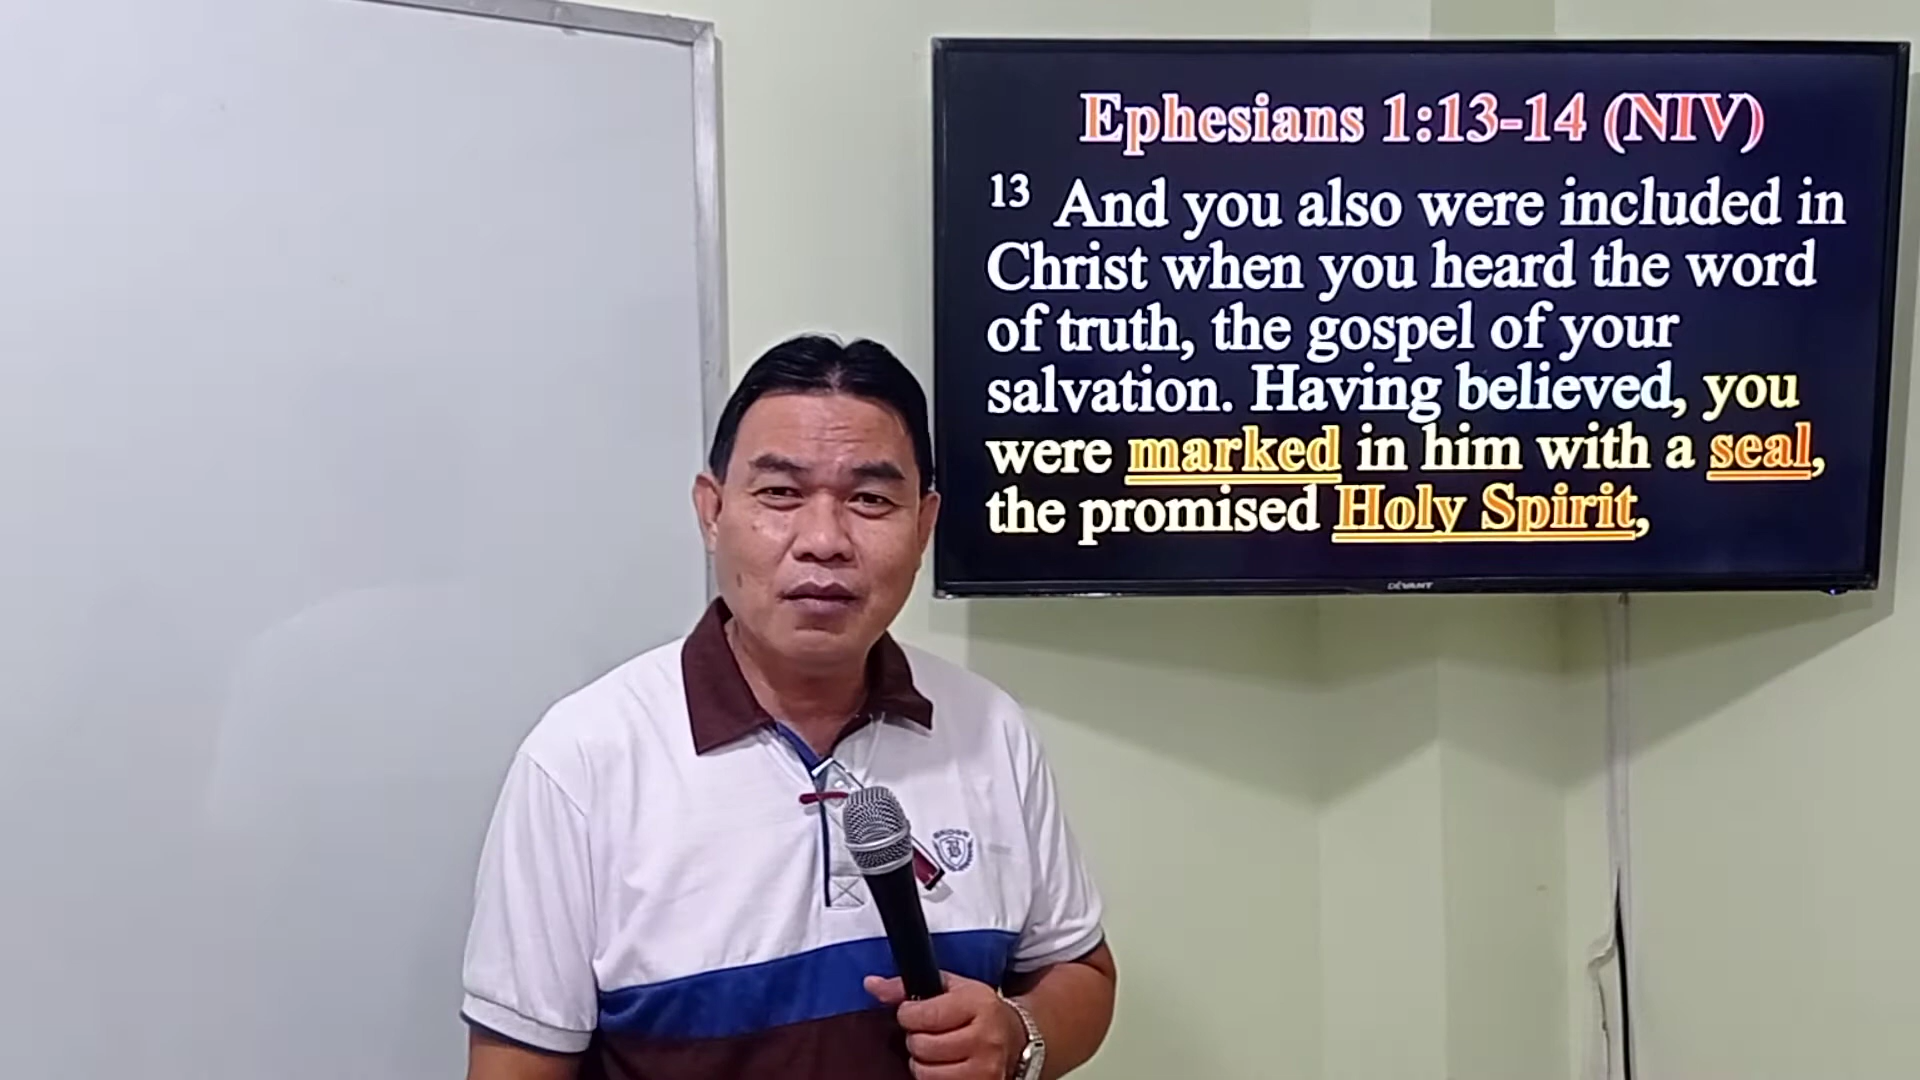 Ephesians 1:13-14 (NIV)
13 And you also were included in
Christ when you heard the word
of truth, the gospel of your
salvation. Having believed, you
were marked in him with a seal,
the promised Holy Spirit,
DEVANT
B